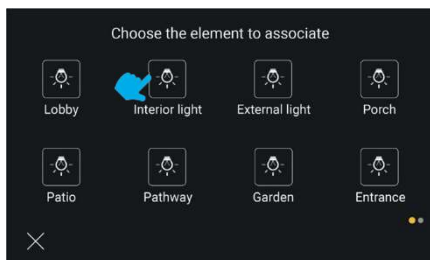 Choose the element to associate
Lobby Interior light External light Porch
Patio Pathway Garden Entrance